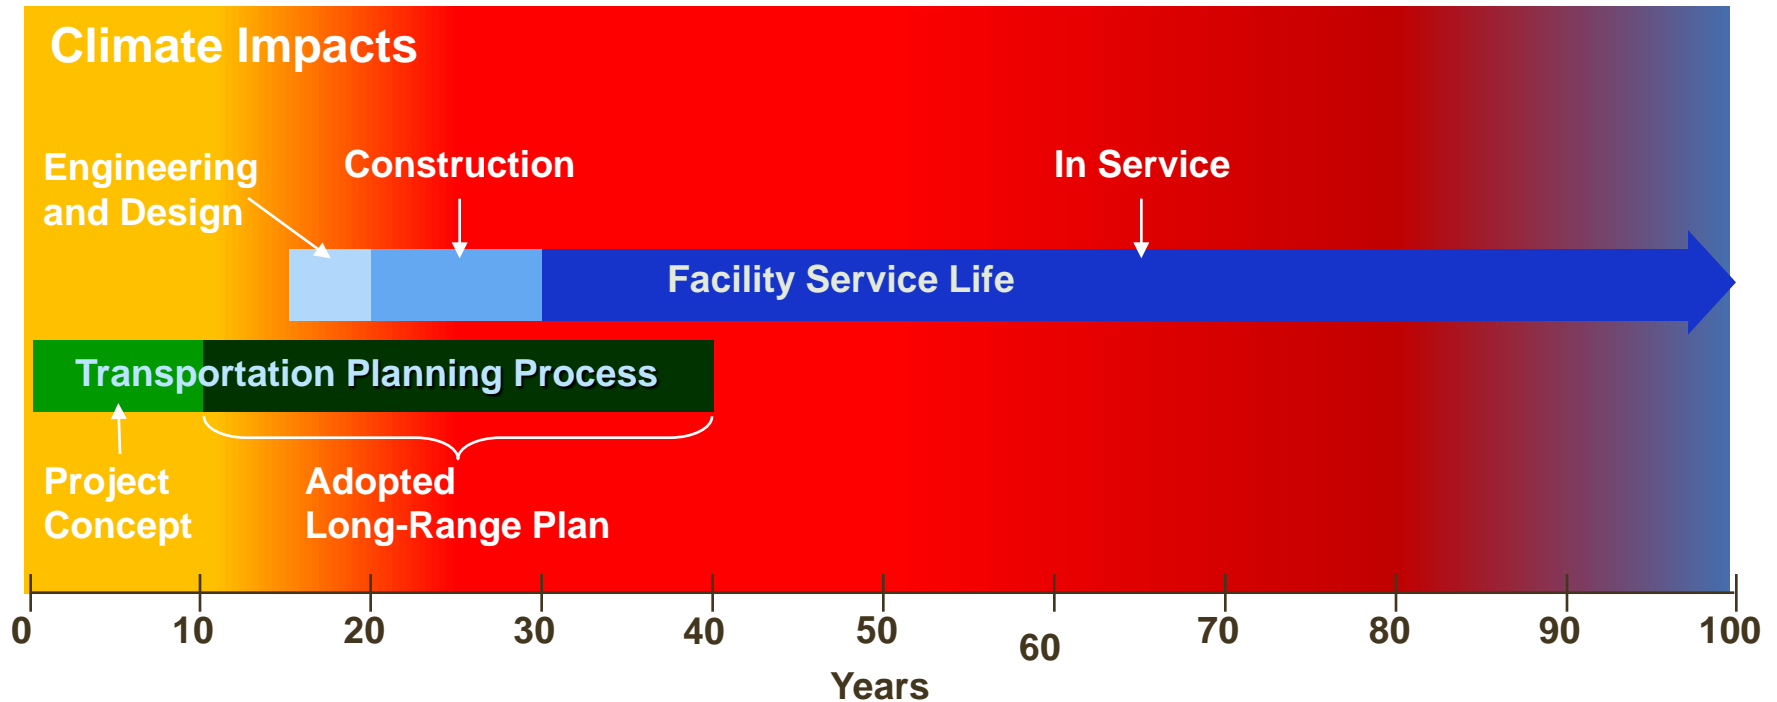 Climate Impacts
Engineering
and Design
Construction
In Service
Facility Service Life
Transportation Planning Process
Project
Concept
Adopted
Long-Range Plan
0 10 20 30 40 50 60 70 80 90 100
Years